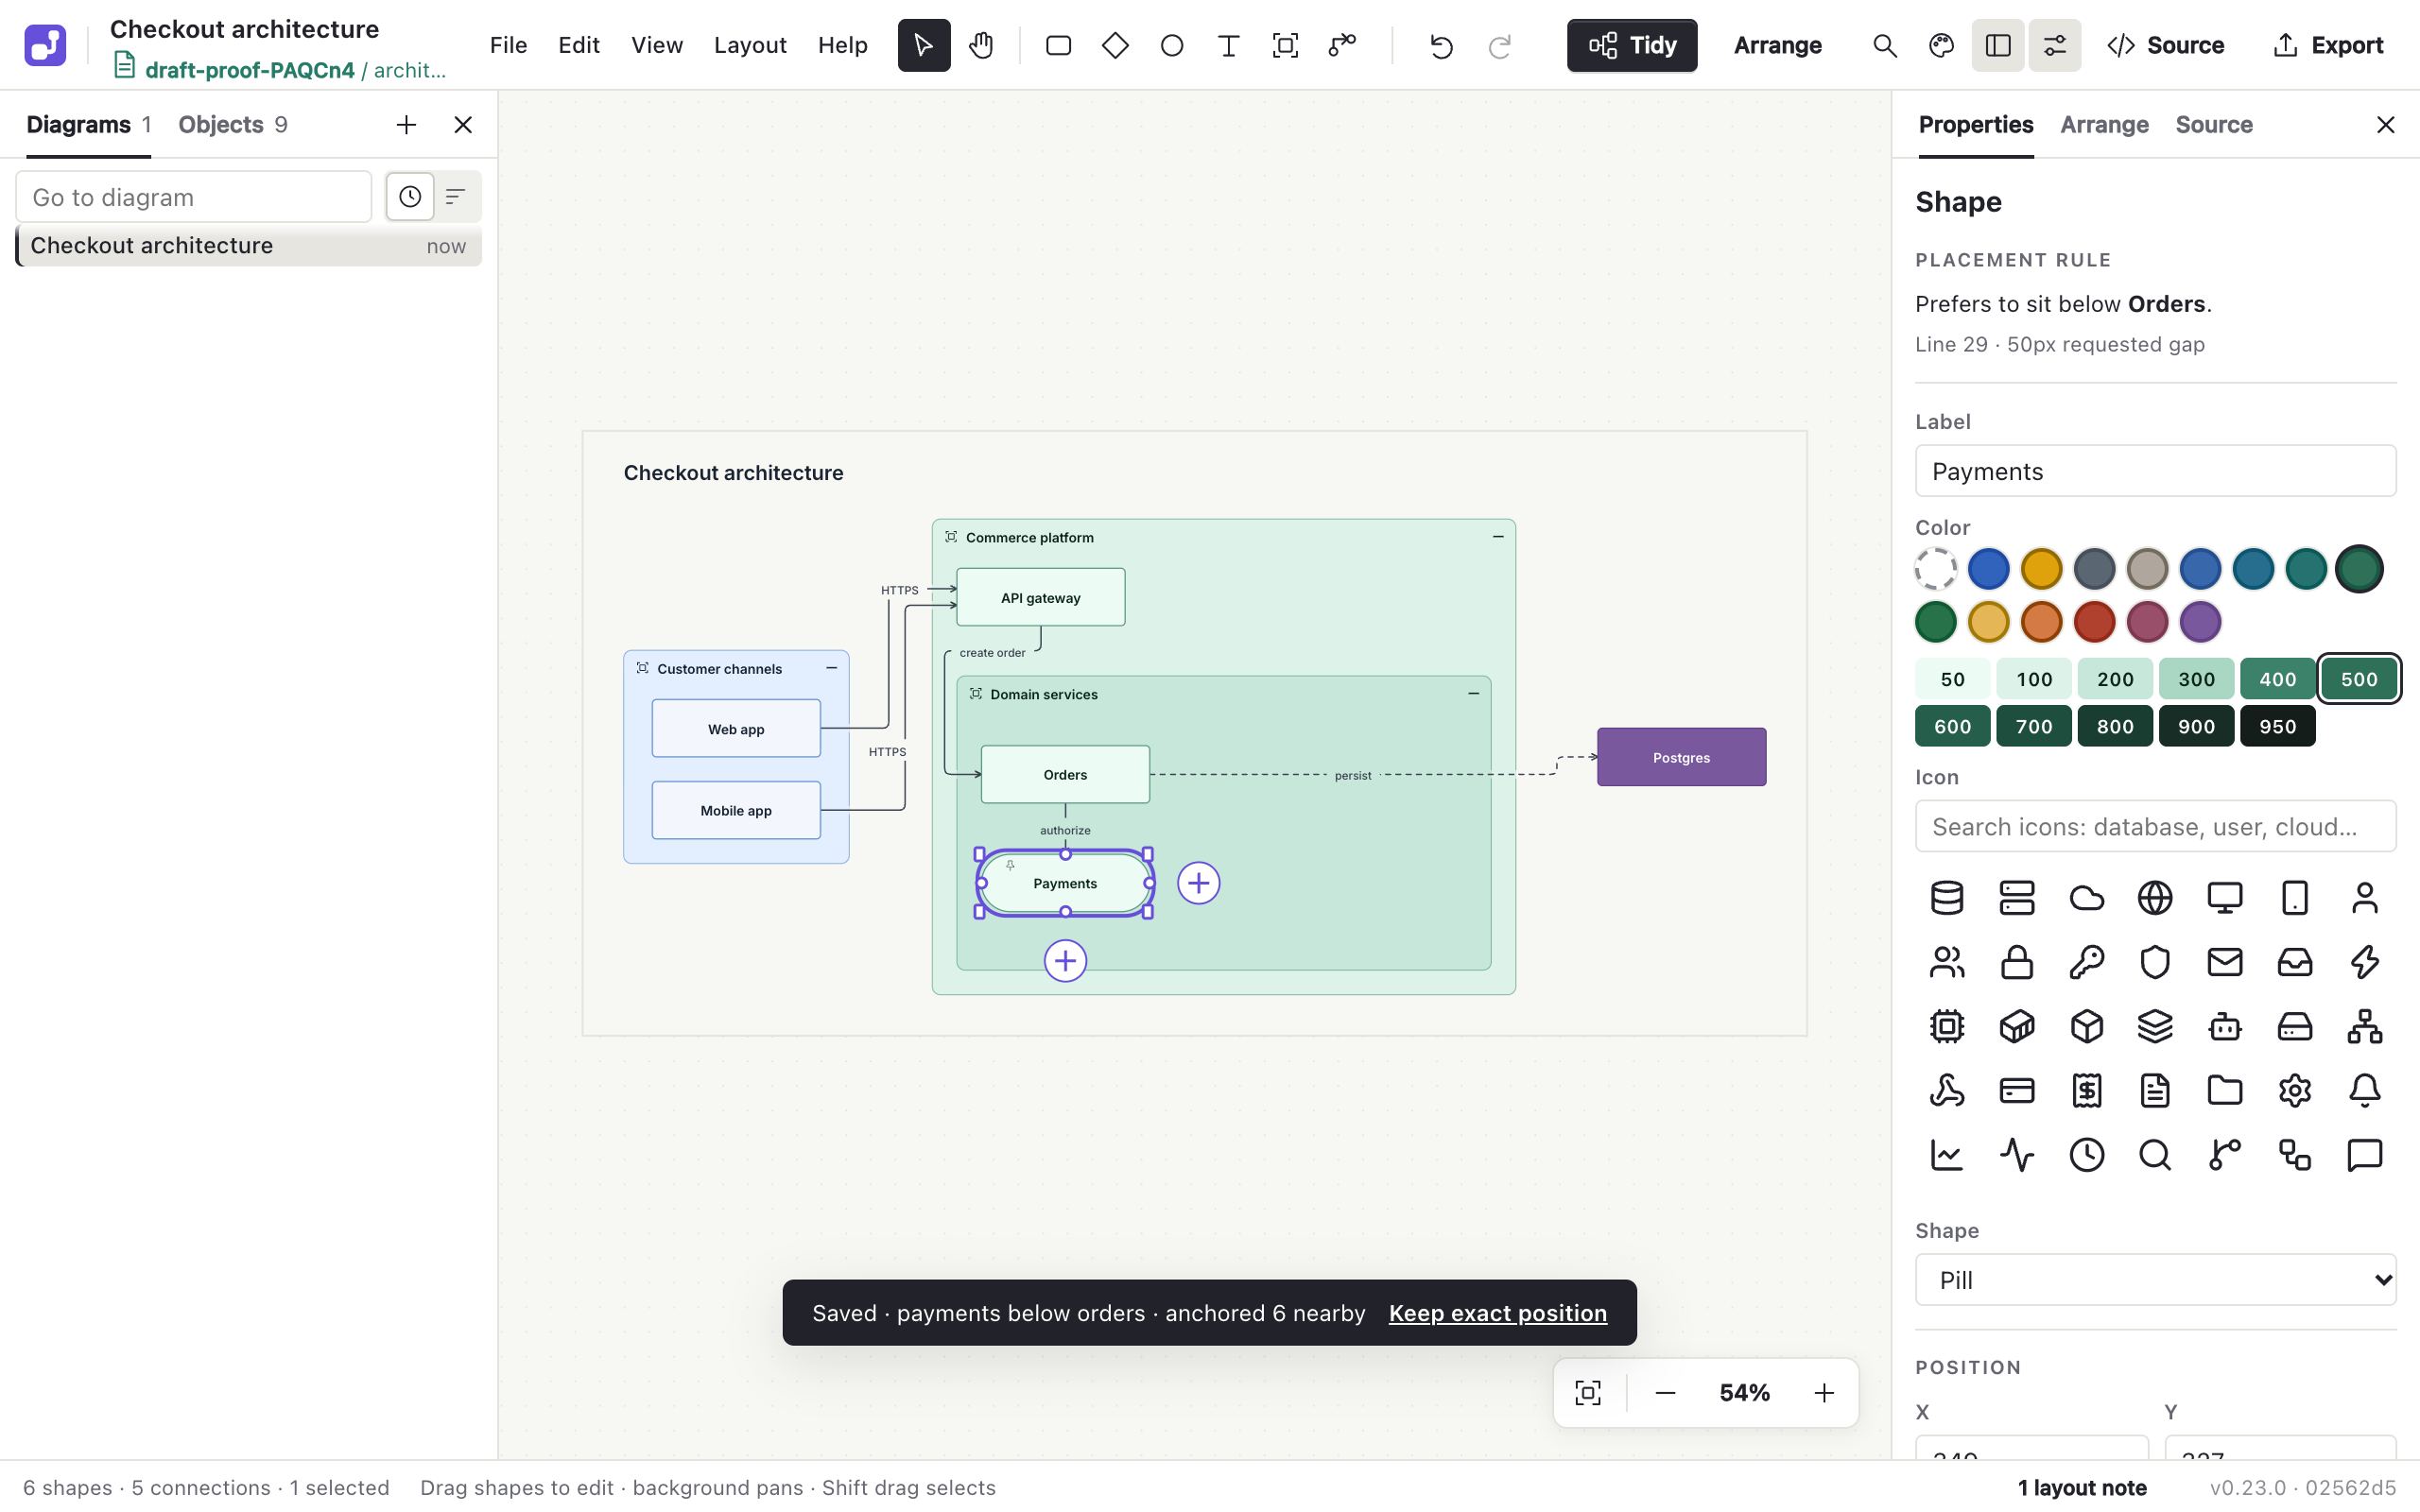 Checkout architecture
draft-proof-PAQCn4 / archit...
File Edit View Layout Help
Tidy
Arrange
Source
Export
Diagrams 1 Objects 9
Go to diagram
Checkout architecture now
Checkout architecture
Commerce platform
HTTPS
API gateway
create order
Customer channels
Domain services
Web app
HTTPS
Mobile app
Orders
persist
Postgres
authorize
Payments
Saved · payments below orders · anchored 6 nearby Keep exact position
54%
Properties Arrange Source
Shape
PLACEMENT RULE
Prefers to sit below Orders.
Line 29 · 50px requested gap
Label
Payments
Color
50 100 200 300 400 500
600 700 800 900 950
Icon
Search icons: database, user, cloud...
Shape
Pill
POSITION
X Y
6 shapes · 5 connections · 1 selected Drag shapes to edit · background pans · Shift drag selects
1 layout note v0.23.0 · 02562d5